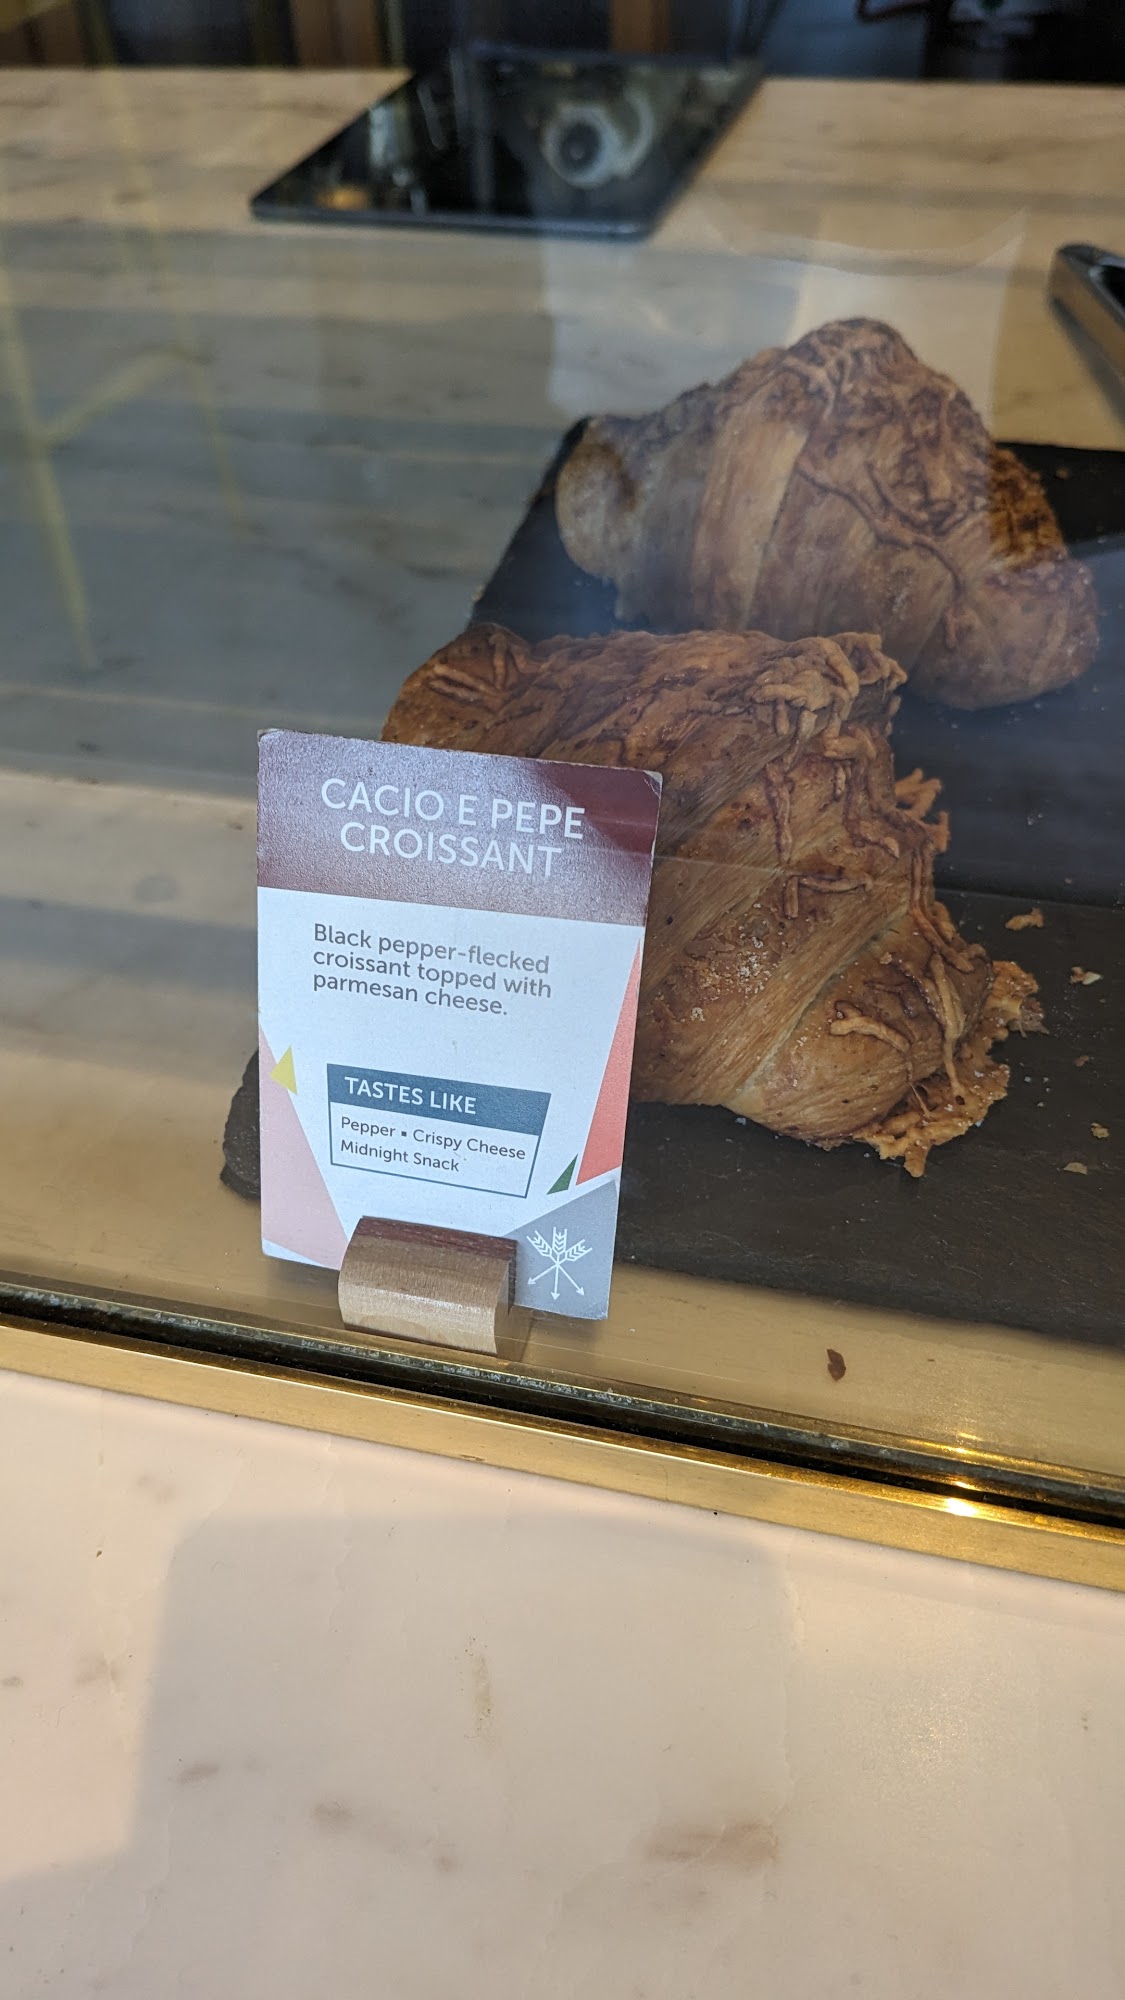 CACIO E PEPE
CROISSANT
Black pepper-flecked
croissant topped with
parmesan cheese.
TASTES LIKE
Pepper ▪ Crispy Cheese
Midnight Snack